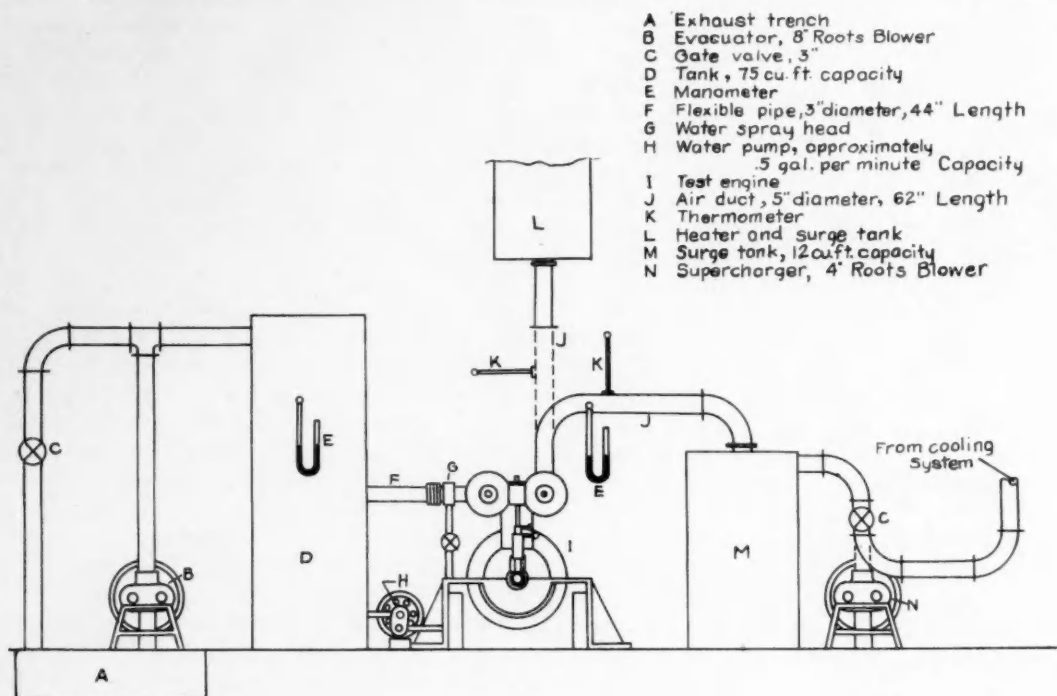 A Exhaust trench
B Evacuator, 8" Roots Blower
C Gate valve, 3"
D Tank, 75 cu. ft. capacity
E Manometer
F Flexible pipe, 3" diameter, 44" Length
G Water spray head
H Water pump, approximately
.5 gal. per minute Capacity
I Test engine
J Air duct, 5" diameter, 62" Length
K Thermometer
L Heater and surge tank
M Surge tank, 12 cu. ft. capacity
N Supercharger, 4" Roots Blower
L
J
K
K
J
E
C
E
From cooling
system
F
G
C
D
I
M
B
H
N
A